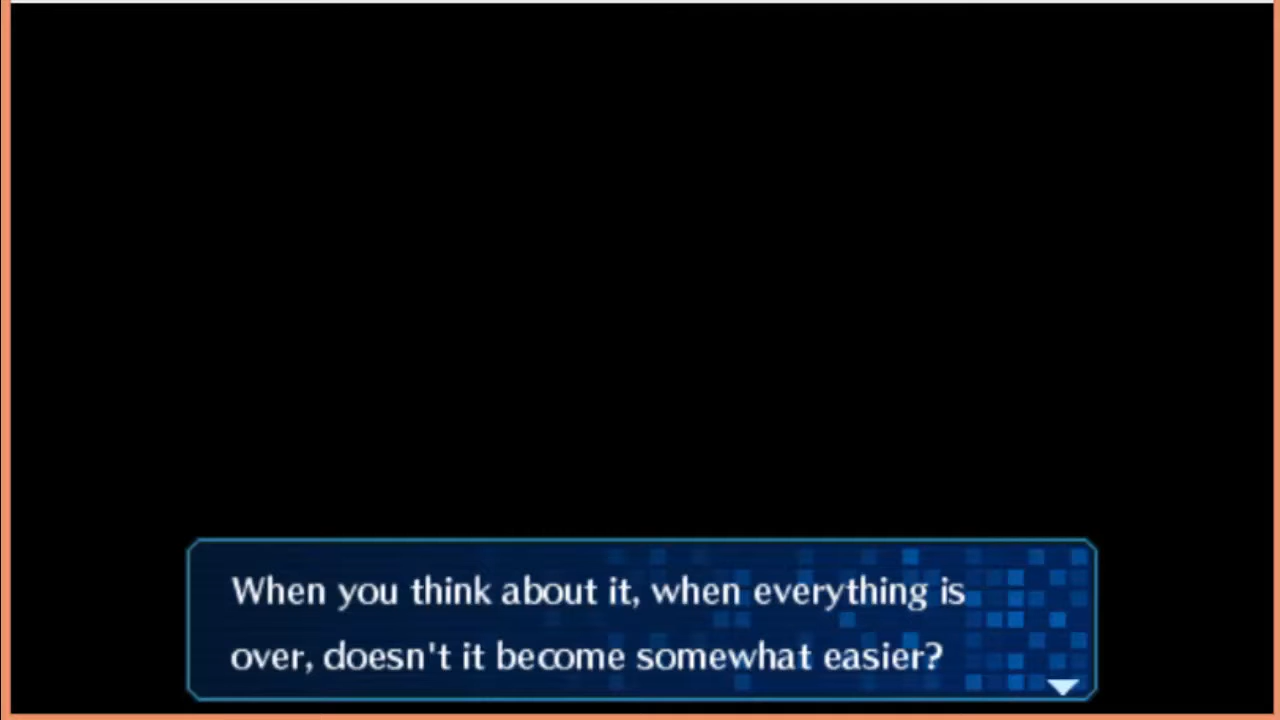 When you think about it, when everything is
over, doesn't it become somewhat easier?